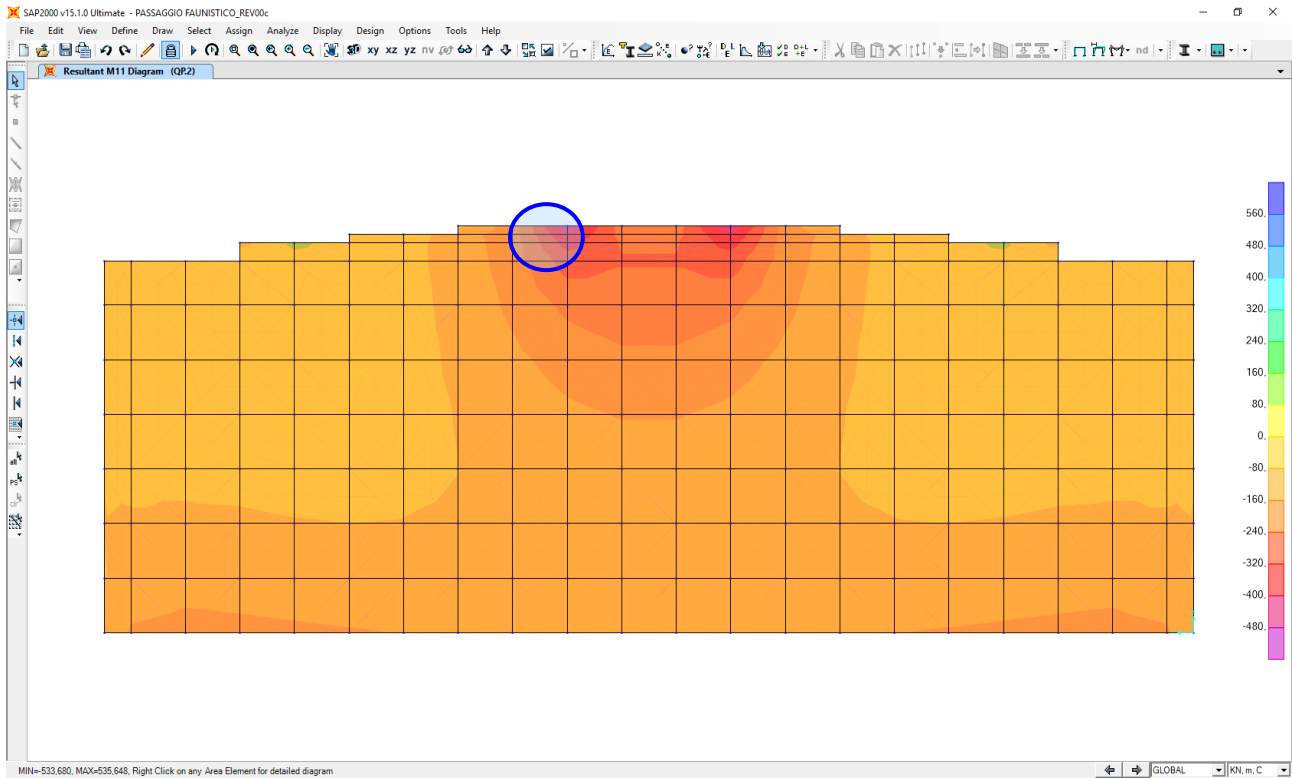 SAP2000 v15.1.0 Ultimate - PASSAGGIO FAUNISTICO_REV00c
File Edit View Define Draw Select Assign Analyze Display Design Options Tools Help
xy xz yz nv nd
Resultant M11 Diagram (QP.2)
560,
480,
400,
320,
240,
160,
80,
0,
-80,
-160,
-240,
-320,
-400,
-480,
all
PS
clr
MIN=-533,680, MAX=535,648, Right Click on any Area Element for detailed diagram
GLOBAL
KN, m, C